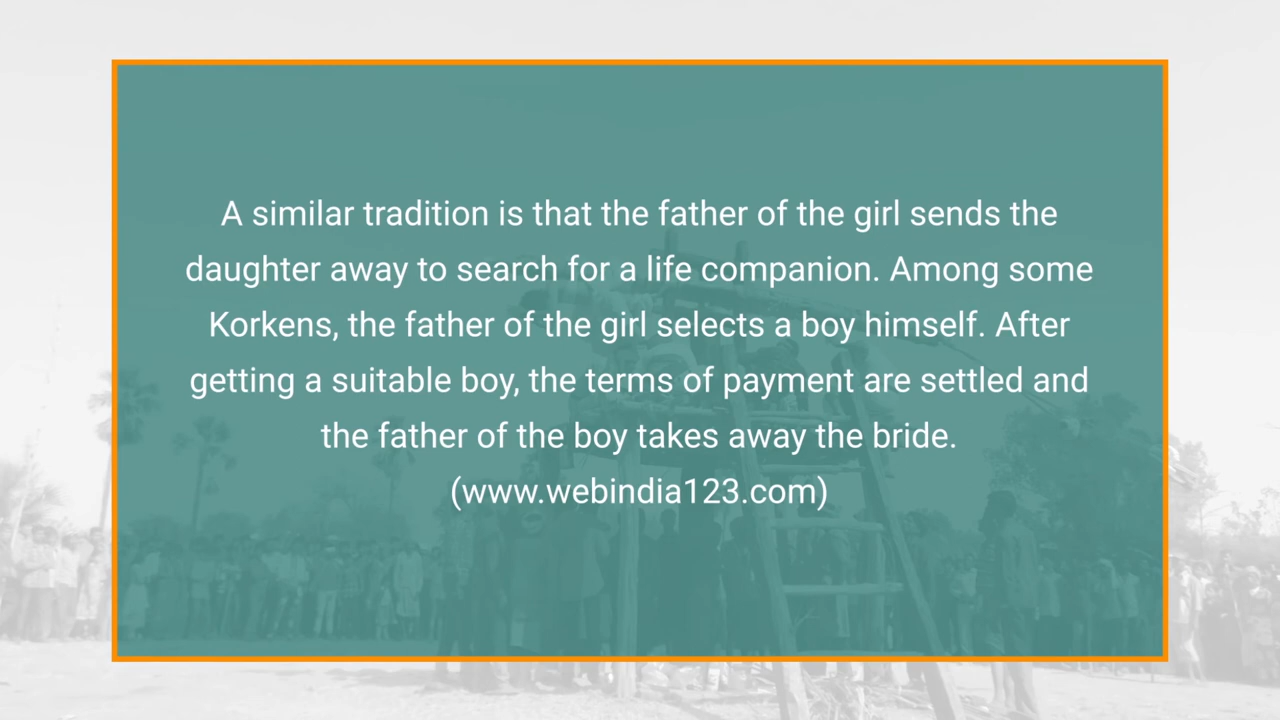 A similar tradition is that the father of the girl sends the
daughter away to search for a life companion. Among some
Korkens, the father of the girl selects a boy himself. After
getting a suitable boy, the terms of payment are settled and
the father of the boy takes away the bride.
(www.webindia123.com)